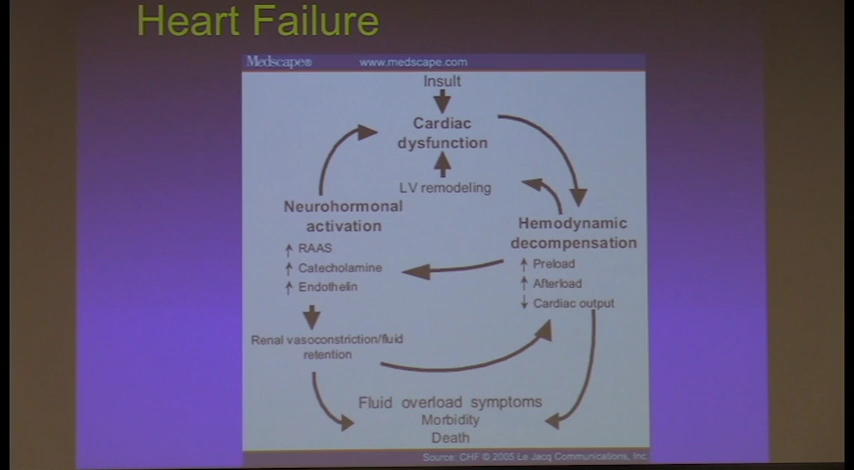 Heart Failure
Medscape® www.medscape.com
Insult
Cardiac
dysfunction
LV remodeling
Neurohormonal
activation
↑ RAAS
↑ Catecholamine
↑ Endothelin
Hemodynamic
decompensation
↑ Preload
↑ Afterload
↓ Cardiac output
Renal vasoconstriction/fluid
retention
Fluid overload symptoms
Morbidity
Death
Source: CHF © 2005 Le Jacq Communications, Inc